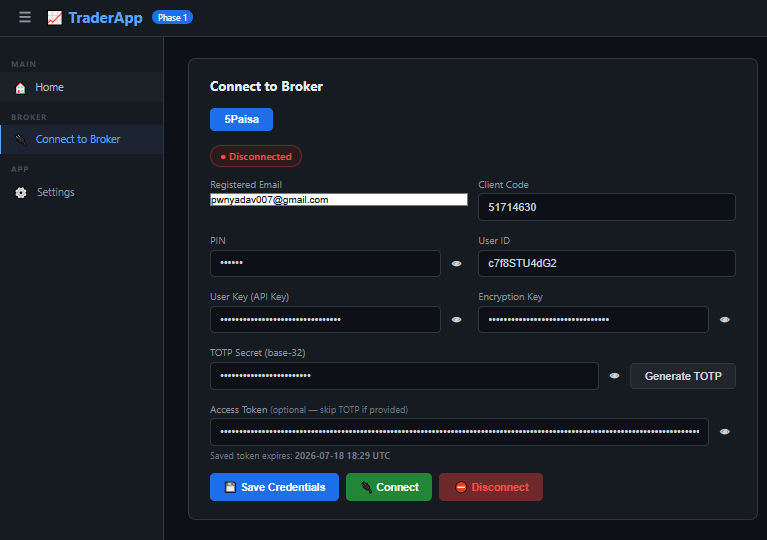 TraderApp Phase 1
MAIN
Home
BROKER
Connect to Broker
APP
Settings
Connect to Broker
5Paisa
● Disconnected
Registered Email
pwnyadav007@gmail.com
Client Code
51714630
PIN
••••••
User ID
c7f8STU4dG2
User Key (API Key)
Encryption Key
TOTP Secret (base-32)
Generate TOTP
Access Token (optional — skip TOTP if provided)
Saved token expires: 2026-07-18 18:29 UTC
Save Credentials
Connect
Disconnect